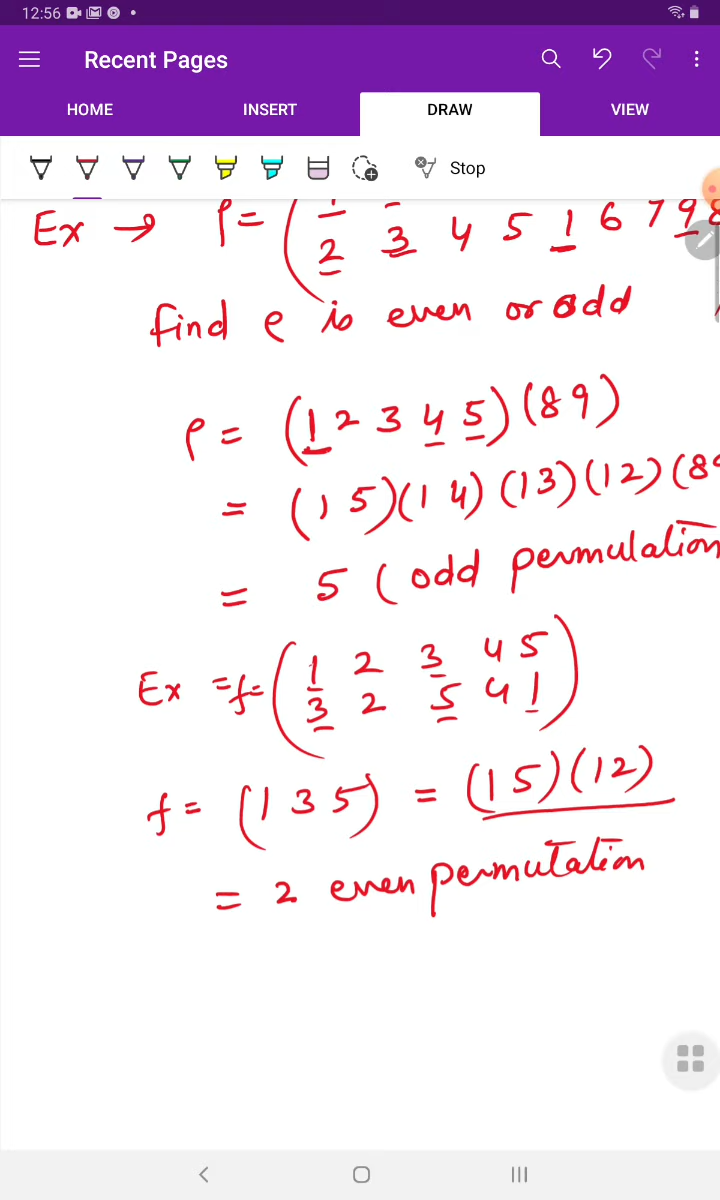 12:56
Recent Pages
HOME INSERT DRAW VIEW
Stop
Ex → ρ = ( 1
2 3 4 5 1 6 7 9 8
find ρ is even or odd
ρ = (1 2 3 4 5) (8 9)
= (1 5)(1 4) (1 3)(1 2)(8 9
= 5 ( odd permulation
Ex = f = ( 1 2 3 4 5
3 2 5 4 1 )
f = (1 3 5) = (1 5)(1 2)
= 2 even permutation